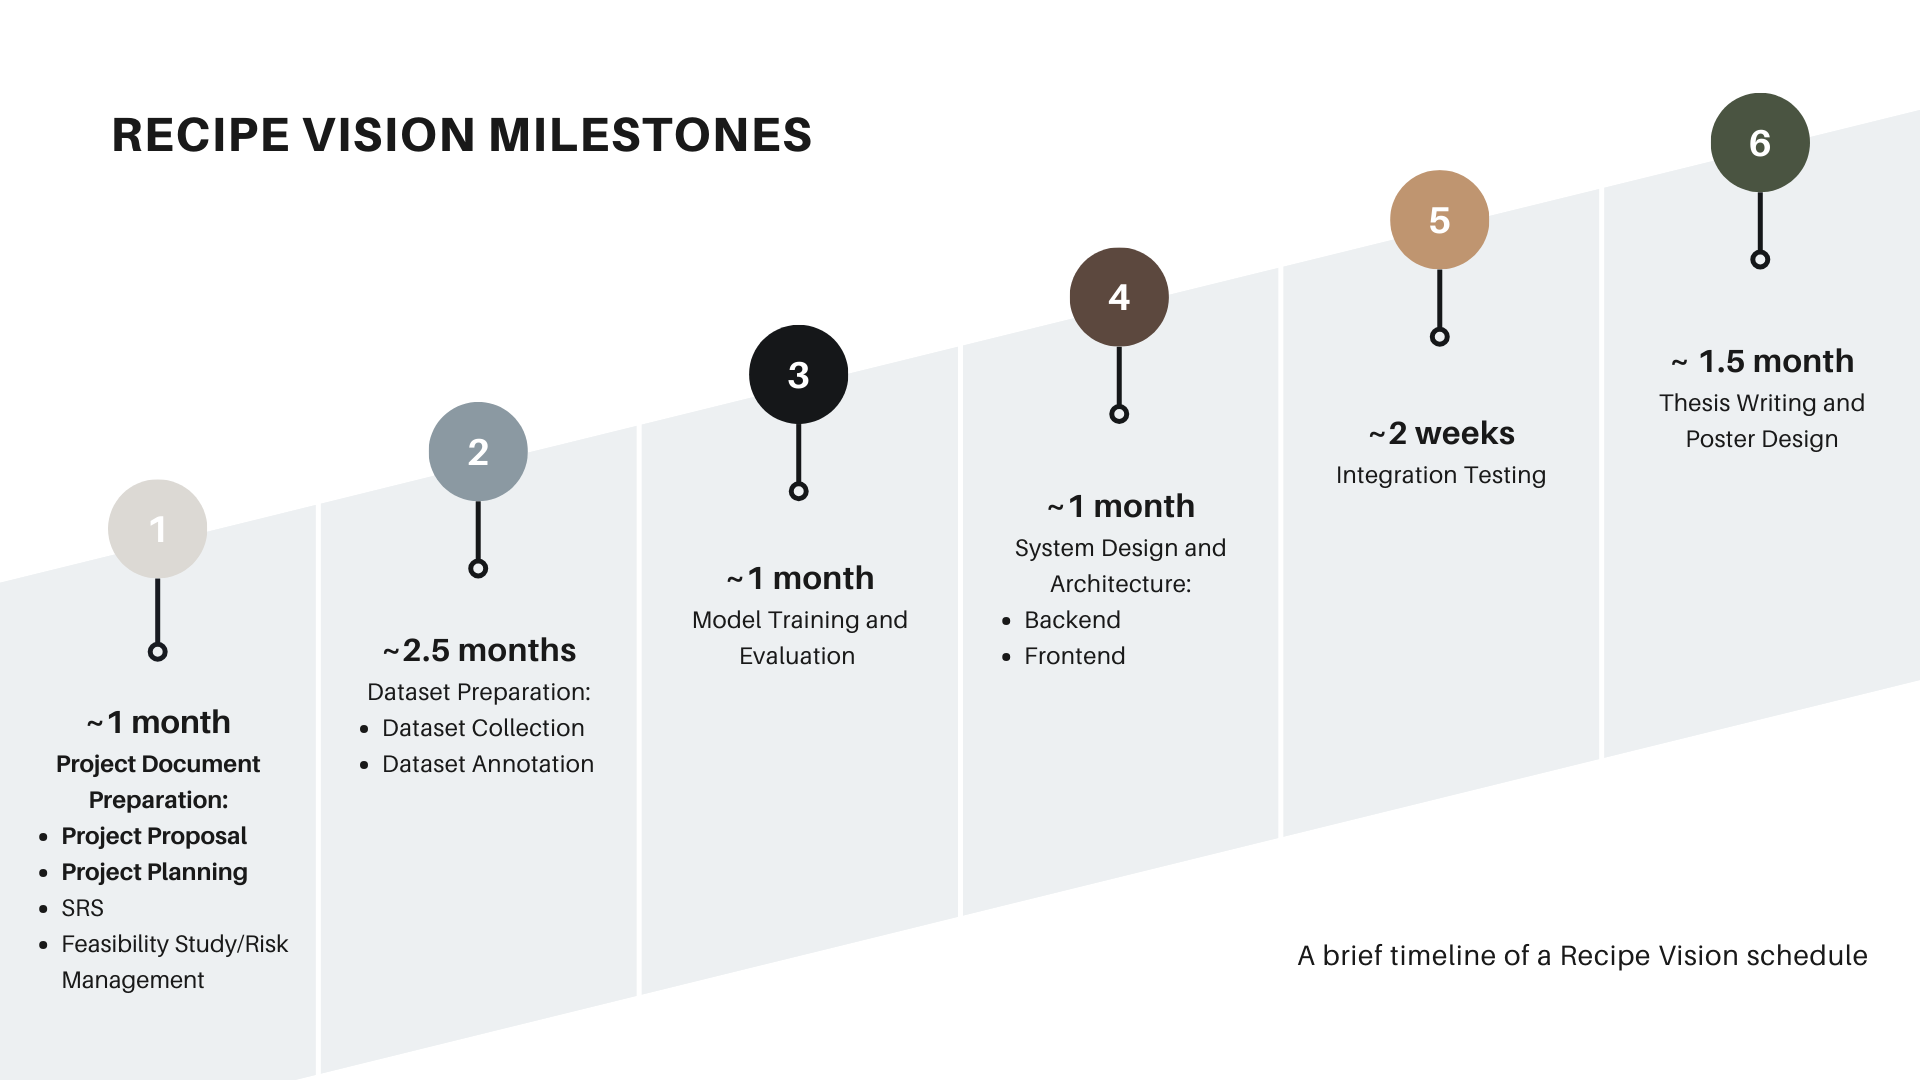 RECIPE VISION MILESTONES
1
~1 month
Project Document
Preparation:
• Project Proposal
• Project Planning
• SRS
• Feasibility Study/Risk
Management
2
~2.5 months
Dataset Preparation:
• Dataset Collection
• Dataset Annotation
3
~1 month
Model Training and
Evaluation
4
~1 month
System Design and
Architecture:
• Backend
• Frontend
5
~2 weeks
Integration Testing
6
~ 1.5 month
Thesis Writing and
Poster Design
A brief timeline of a Recipe Vision schedule